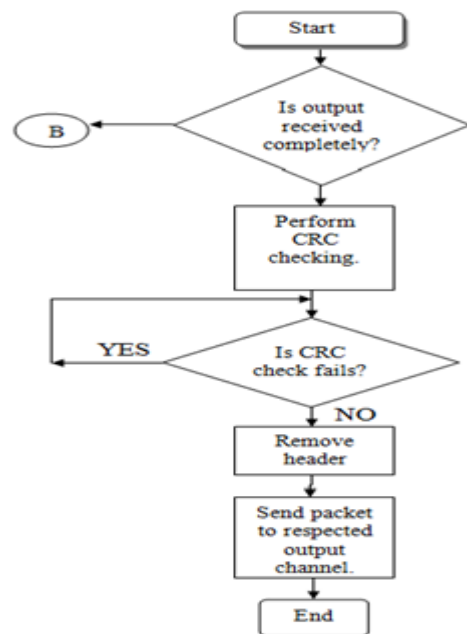 Start
Is output
received
completely?
B
Perform
CRC
checking.
YES
Is CRC
check fails?
NO
Remove
header
Send packet
to respected
output
channel.
End